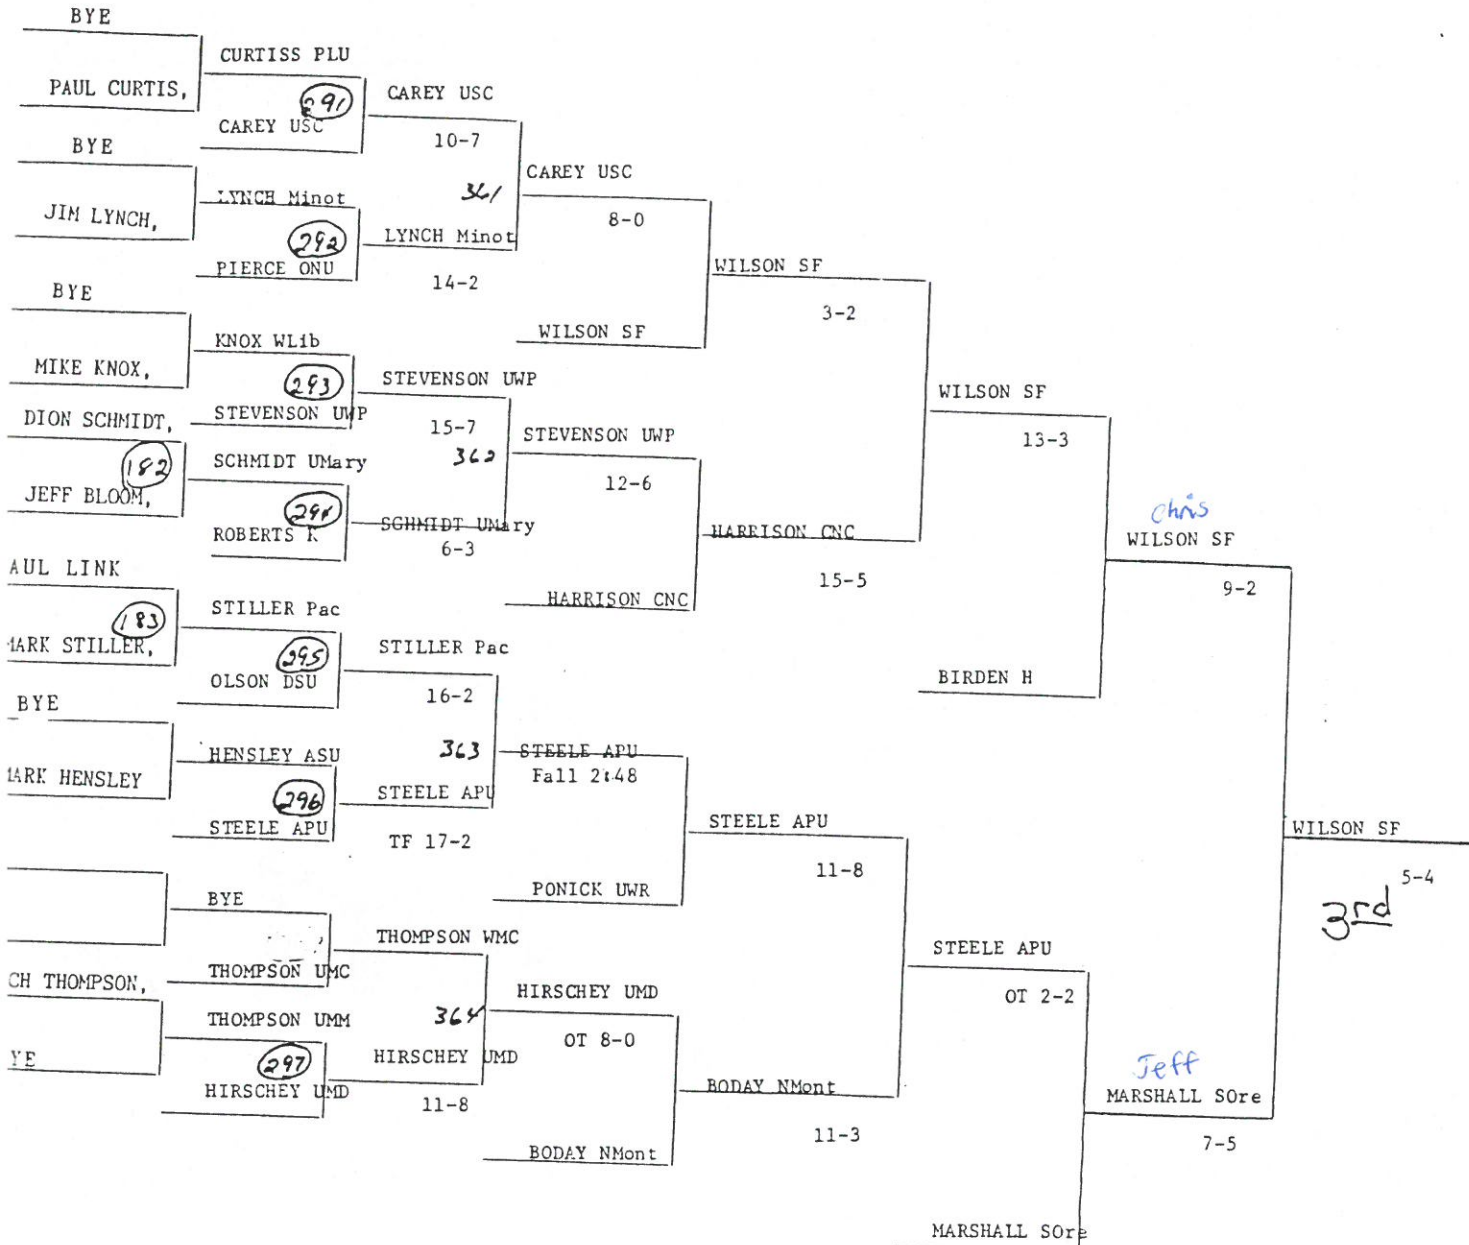 BYE
PAUL CURTIS,
BYE
JIM LYNCH,
BYE
MIKE KNOX,
DION SCHMIDT,
182
JEFF BLOOM,
AUL LINK
183
MARK STILLER,
BYE
MARK HENSLEY
CH THOMPSON,
YE
CURTISS PLU
291
CAREY USC
LYNCH Minot
292
PIERCE ONU
KNOX WLib
293
STEVENSON UWP
SCHMIDT UMary
294
ROBERTS K
STILLER Pac
295
OLSON DSU
HENSLEY ASU
296
STEELE APU
BYE
THOMPSON UMC
THOMPSON UMM
297
HIRSCHEY UMD
CAREY USC
10-7
361
LYNCH Minot
14-2
STEVENSON UWP
15-7
362
SCHMIDT UMary
6-3
STILLER Pac
16-2
363
STEELE APU
TF 17-2
THOMPSON WMC
364
HIRSCHEY UMD
11-8
CAREY USC
8-0
WILSON SF
STEVENSON UWP
12-6
HARRISON CNC
STEELE APU
Fall 2:48
PONICK UWR
HIRSCHEY UMD
OT 8-0
BODAY NMont
WILSON SF
3-2
HARRISON CNC
15-5
STEELE APU
11-8
BODAY NMont
11-3
WILSON SF
13-3
BIRDEN H
STEELE APU
OT 2-2
MARSHALL SOre
Chris
WILSON SF
9-2
Jeff
MARSHALL SOre
7-5
WILSON SF
5-4
3rd